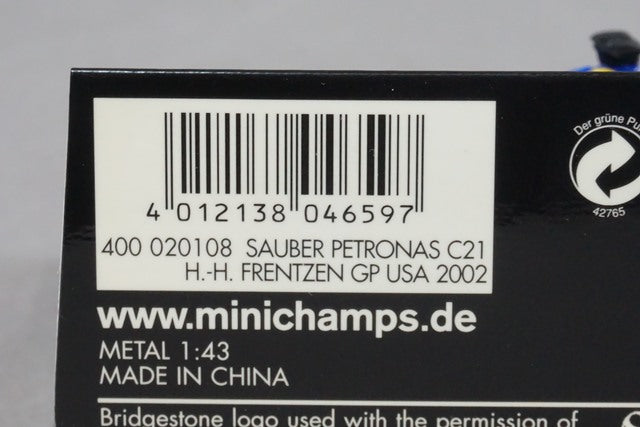 4 012138 046597
400 020108 SAUBER PETRONAS C21
H.-H. FRENTZEN GP USA 2002
www.minichamps.de
METAL 1:43
MADE IN CHINA
Bridgestone logo used with the permission of
Der grüne
42765